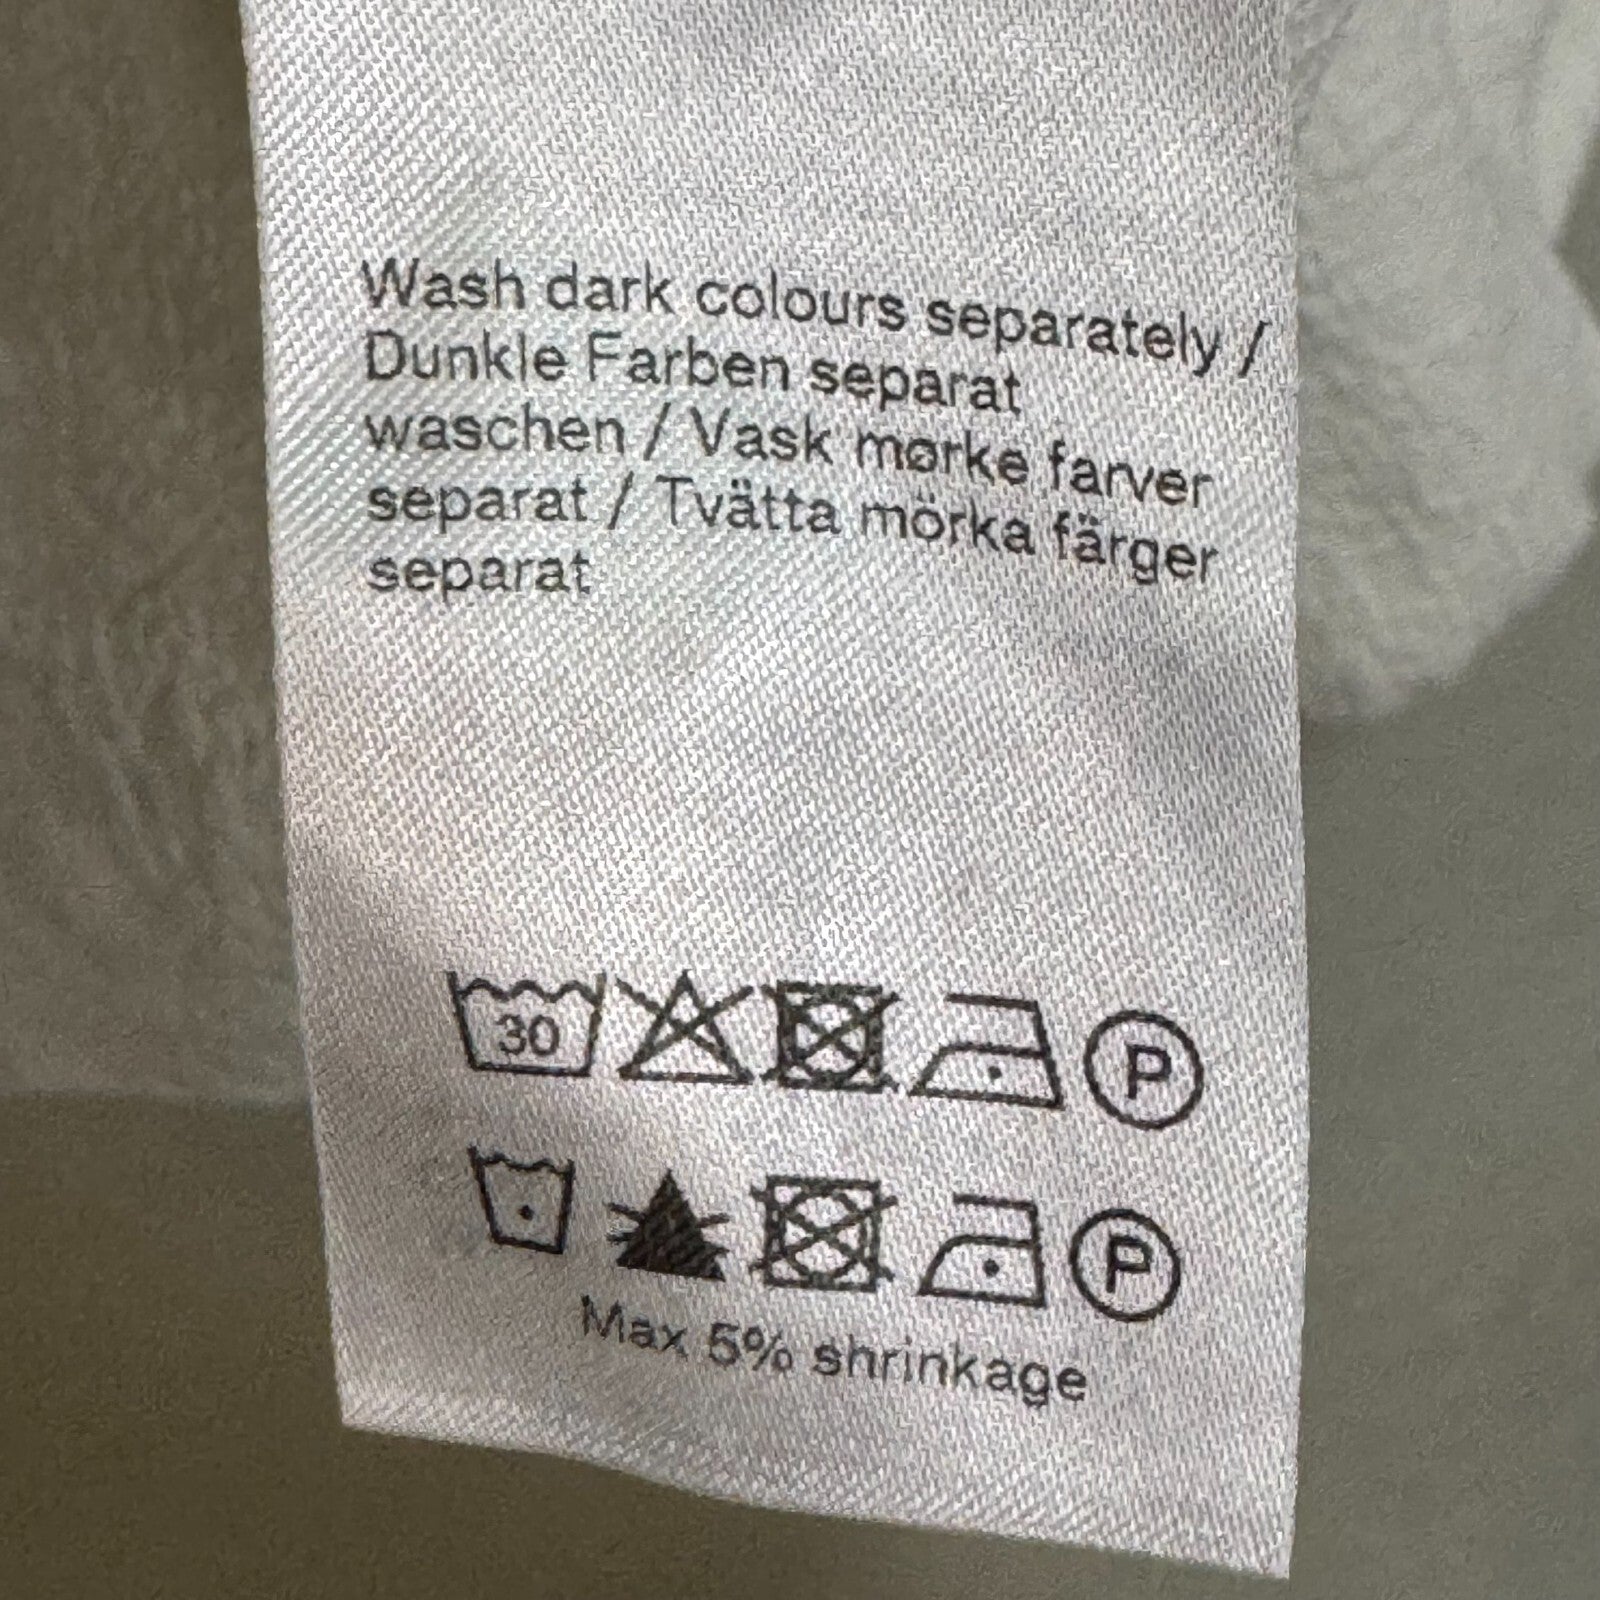 Wash dark colours separately /
Dunkle Farben separat
waschen / Vask mørke farver
separat / Tvätta mörka färger
separat
30 P
P
Max 5% shrinkage